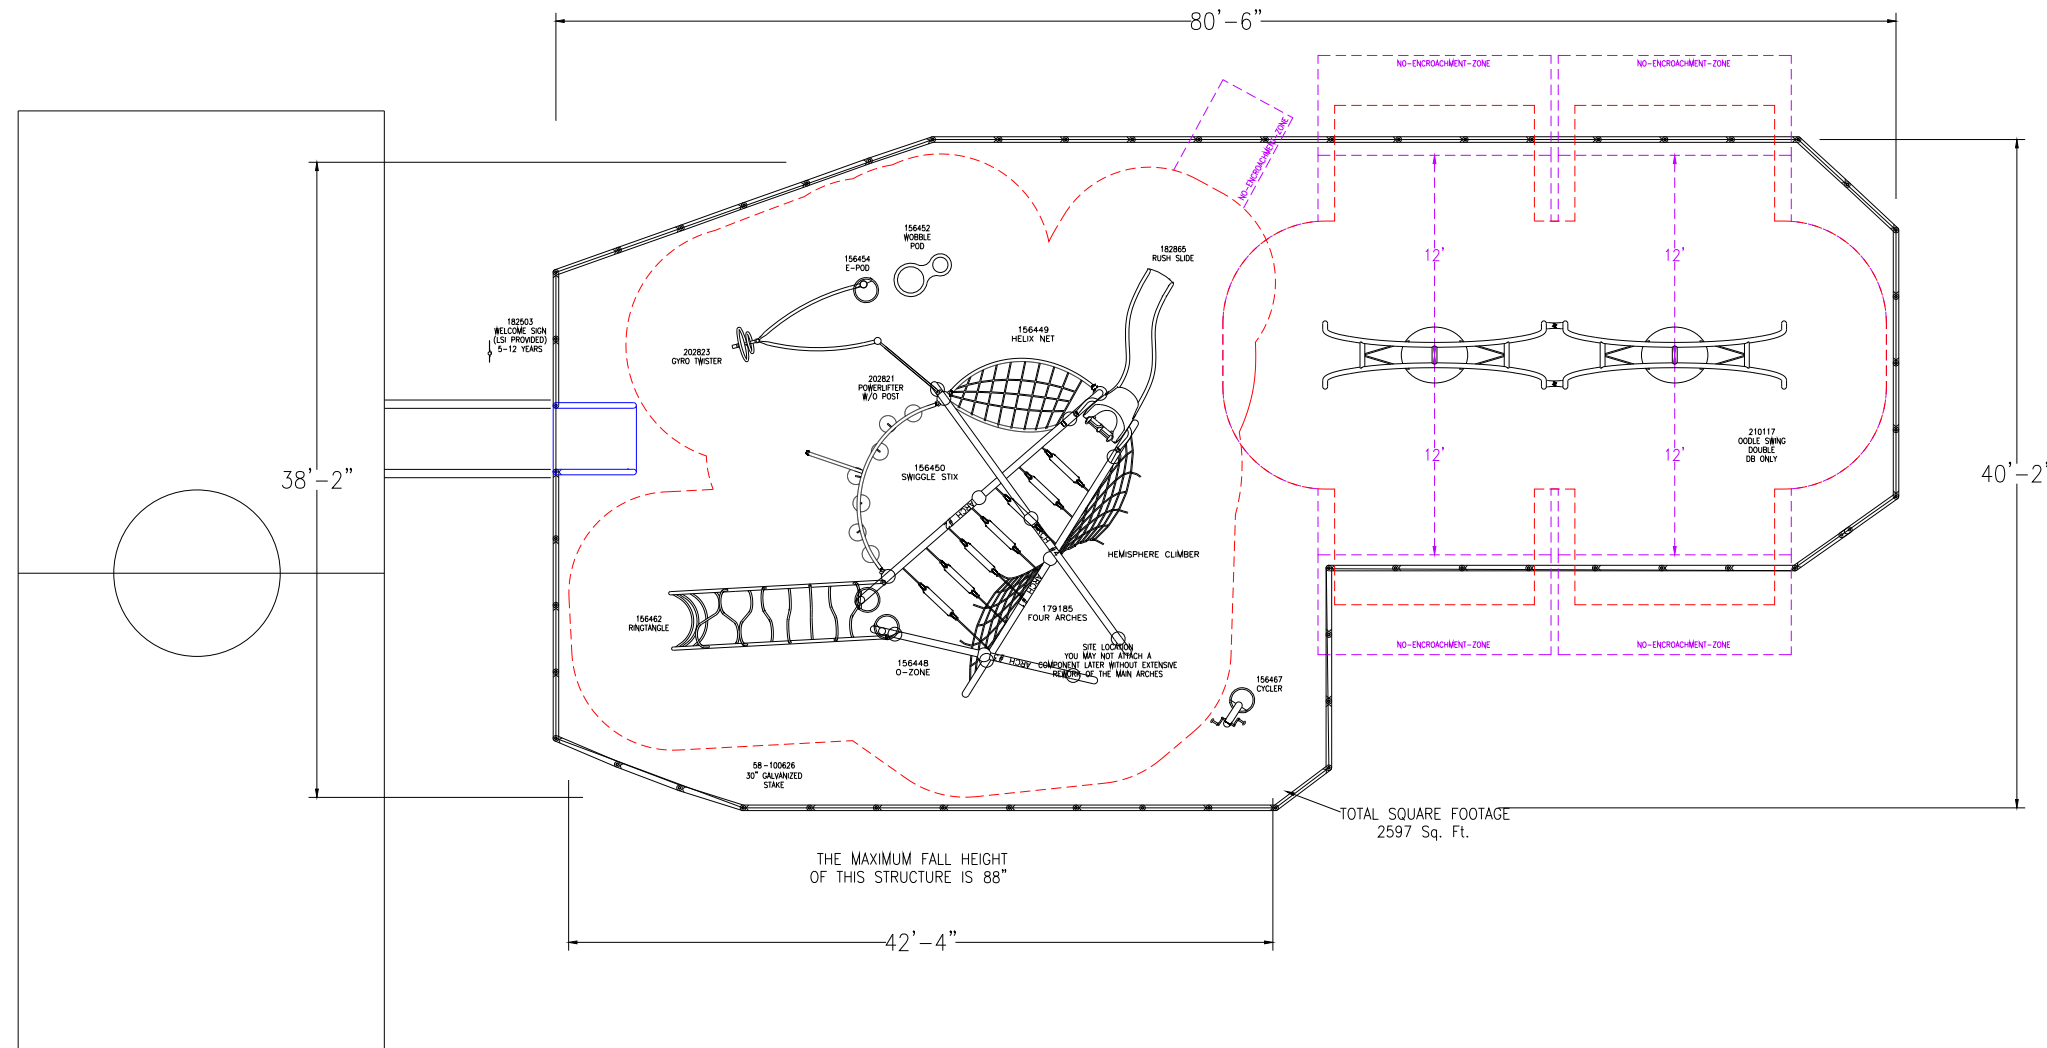 80'-6"
NO-ENCROACHMENT-ZONE
NO-ENCROACHMENT-ZONE
NO-ENCROACHMENT-ZONE
156452
WOBBLE
POD
156454
E-POD
182865
RUSH SLIDE
12'
12'
182503
WELCOME SIGN
(LSI PROVIDED)
5-12 YEARS
156449
HELIX NET
202823
GYRO TWISTER
202821
POWERLIFTER
W/O POST
210117
OODLE SWING
DOUBLE
DB ONLY
12'
12'
156450
SWIGGLE STIX
38'-2"
40'-2"
ARCH
ARCH
ARCH
ARCH
HEMISPHERE CLIMBER
179185
FOUR ARCHES
156462
RINGTANGLE
156448
O-ZONE
SITE LOCATION
YOU MAY NOT ATTACH A
COMPONENT LATER WITHOUT EXTENSIVE
REWORK OF THE MAIN ARCHES
NO-ENCROACHMENT-ZONE
NO-ENCROACHMENT-ZONE
156467
CYCLER
58-100626
30" GALVANIZED
STAKE
TOTAL SQUARE FOOTAGE
2597 Sq. Ft.
THE MAXIMUM FALL HEIGHT
OF THIS STRUCTURE IS 88"
42'-4"